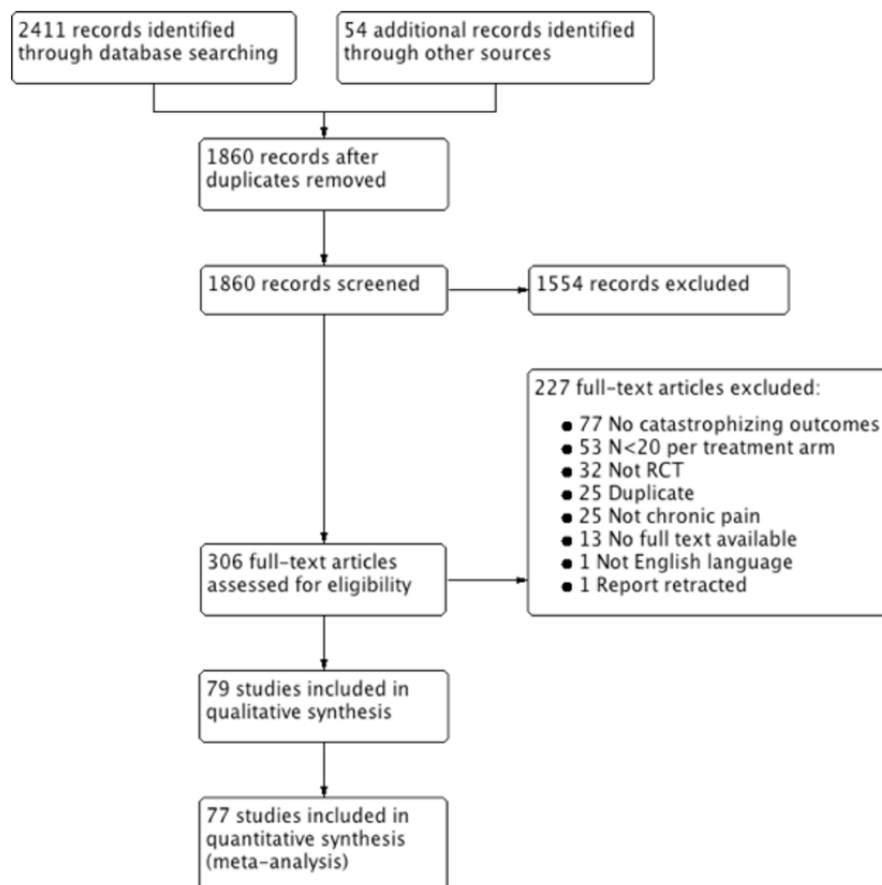 2411 records identified
through database searching
54 additional records identified
through other sources
1860 records after
duplicates removed
1860 records screened
1554 records excluded
227 full-text articles excluded:
● 77 No catastrophizing outcomes
● 53 N<20 per treatment arm
● 32 Not RCT
● 25 Duplicate
● 25 Not chronic pain
● 13 No full text available
● 1 Not English language
● 1 Report retracted
306 full-text articles
assessed for eligibility
79 studies included in
qualitative synthesis
77 studies included in
quantitative synthesis
(meta-analysis)